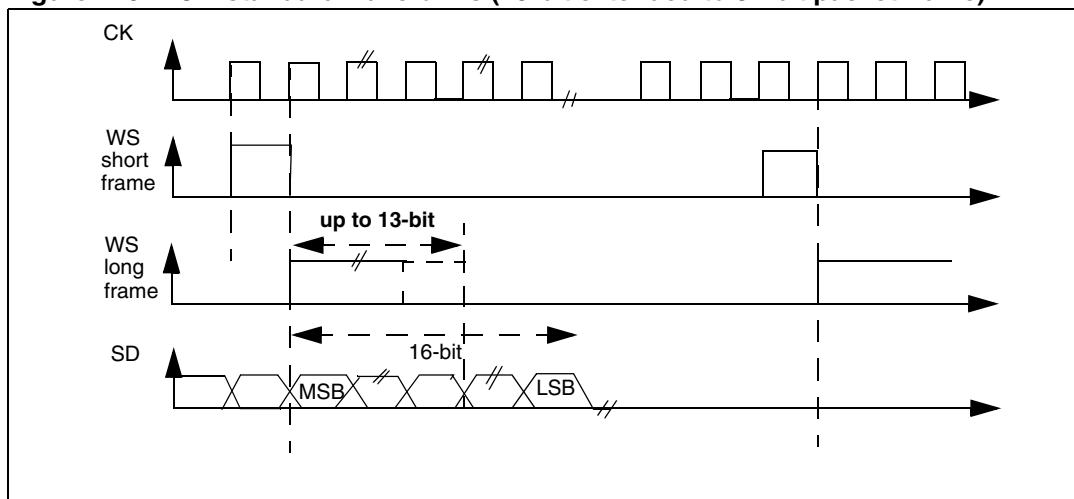 CK
WS
short
frame
up to 13-bit
WS
long
frame
16-bit
SD
MSB
LSB